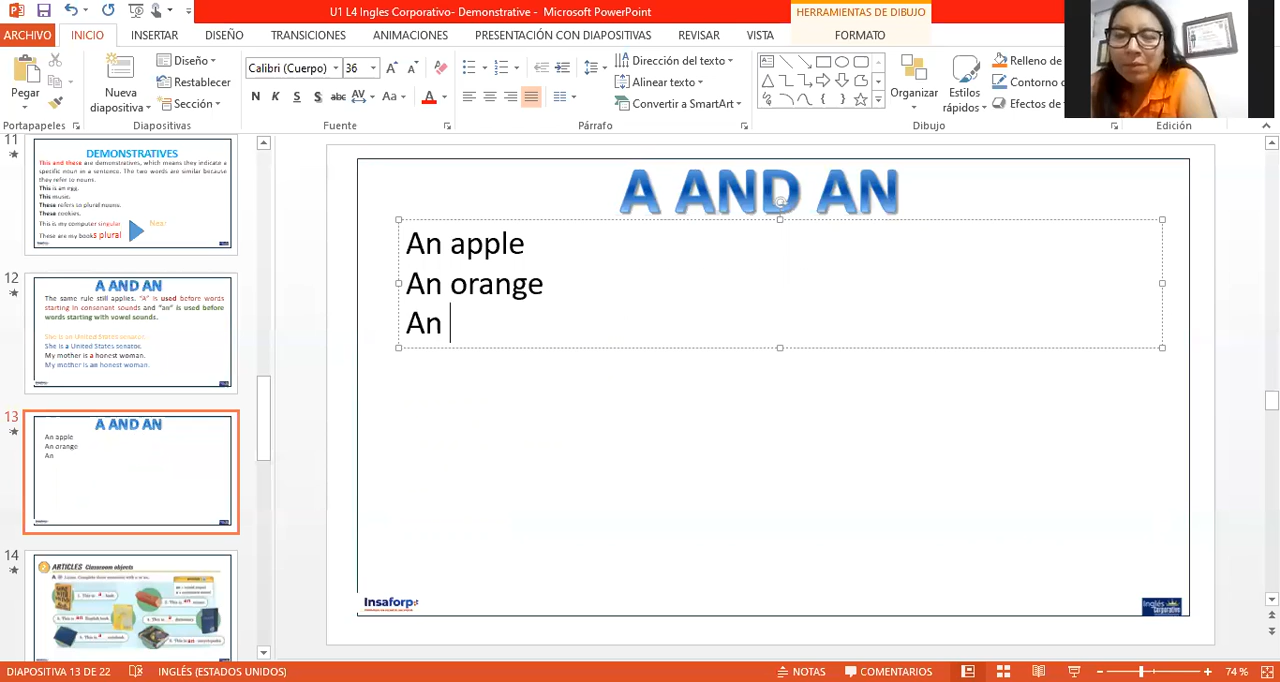 U1 L4 Ingles Corporativo- Demonstrative - Microsoft PowerPoint
HERRAMIENTAS DE DIBUJO
ARCHIVO INICIO INSERTAR DISEÑO TRANSICIONES ANIMACIONES PRESENTACIÓN CON DIAPOSITIVAS REVISAR VISTA FORMATO
Pegar
Nueva diapositiva
Diseño
Restablecer
Sección
Calibri (Cuerpo) 36
N K S S abc AV Aa A
Dirección del texto
Alinear texto
Convertir a SmartArt
Organizar
Estilos rápidos
Relleno de
Contorno
Efectos de
Portapapeles Diapositivas Fuente Párrafo Dibujo Edición
11
DEMONSTRATIVES
This and these are demonstratives, which means they indicate a
specific noun in a sentence. The two words are similar because
they refer to nouns.
This is an egg.
This music.
These refers to plural nouns.
These cookies.
This is my computer singular
These are my books plural
Next
12
A AND AN
The same rule still applies. "A" is used before words
starting in consonant sounds and "an" is used before
words starting with vowel sounds.
She is an United States senator.
She is a United States senator.
My mother is a honest woman.
My mother is an honest woman.
13
A AND AN
An apple
An orange
An
14
ARTICLES Classroom objects
A AND AN
An apple
An orange
An
Insaforp
Inglés Corporativo
DIAPOSITIVA 13 DE 22 INGLÉS (ESTADOS UNIDOS) NOTAS COMENTARIOS 74 %